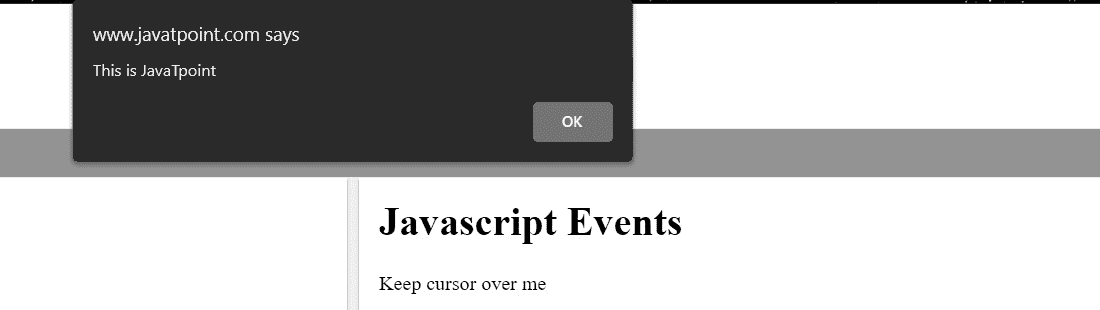 www.javatpoint.com says
This is JavaTpoint
OK
Javascript Events
Keep cursor over me